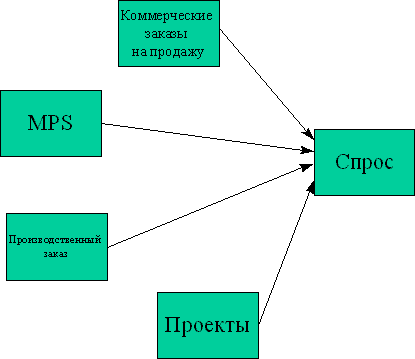 Коммерческие
заказы
на продажу
MPS
Спрос
Производственный
заказ
Проекты